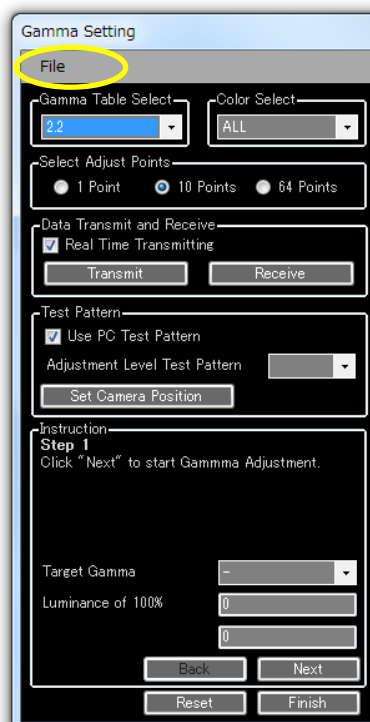 Gamma Setting
File
Gamma Table Select Color Select
2.2 ALL
Select Adjust Points
1 Point 10 Points 64 Points
Data Transmit and Receive
Real Time Transmitting
Transmit Receive
Test Pattern
Use PC Test Pattern
Adjustment Level Test Pattern
Set Camera Position
Instruction
Step 1
Click "Next" to start Gammma Adjustment.
Target Gamma -
Luminance of 100% 0
0
Back Next
Reset Finish